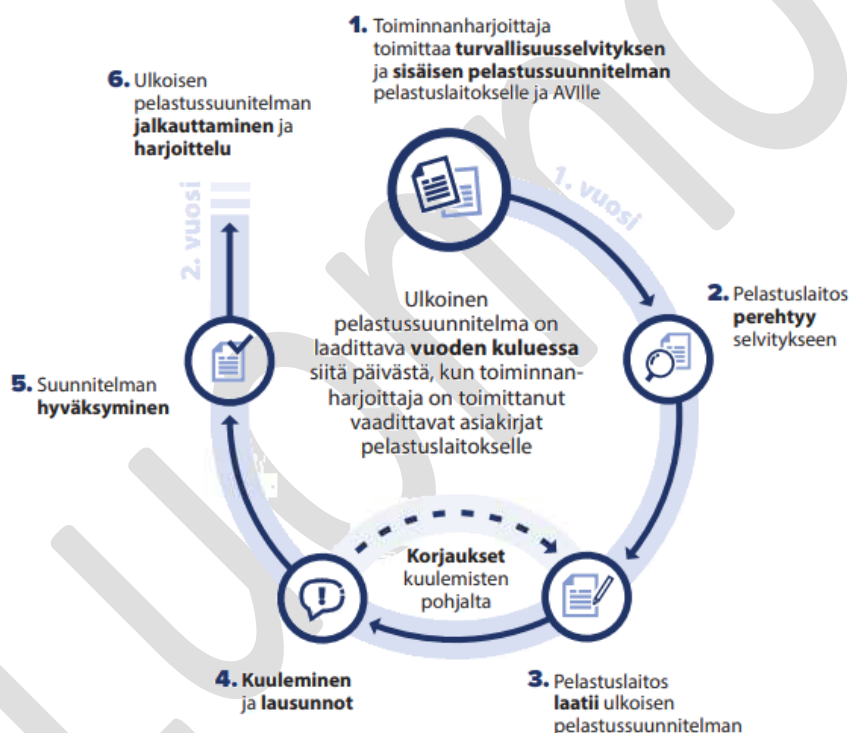 1. Toiminnanharjoittaja
toimittaa turvallisuusselvityksen
ja sisäisen pelastussuunnitelman
pelastuslaitokselle ja AVIlle
6. Ulkoisen
pelastussuunitelman
jalkauttaminen ja
harjoittelu
1. vuosi
2. vuosi
2. Pelastuslaitos
perehtyy
selvitykseen
Ulkoinen
pelastussuunnitelma on
laadittava vuoden kuluessa
siitä päivästä, kun toiminnan-
harjoittaja on toimittanut
vaadittavat asiakirjat
pelastuslaitokselle
5. Suunnitelman
hyväksyminen
Korjaukset
kuulemisten
pohjalta
4. Kuuleminen
ja lausunnot
3. Pelastuslaitos
laatii ulkoisen
pelastussuunnitelman